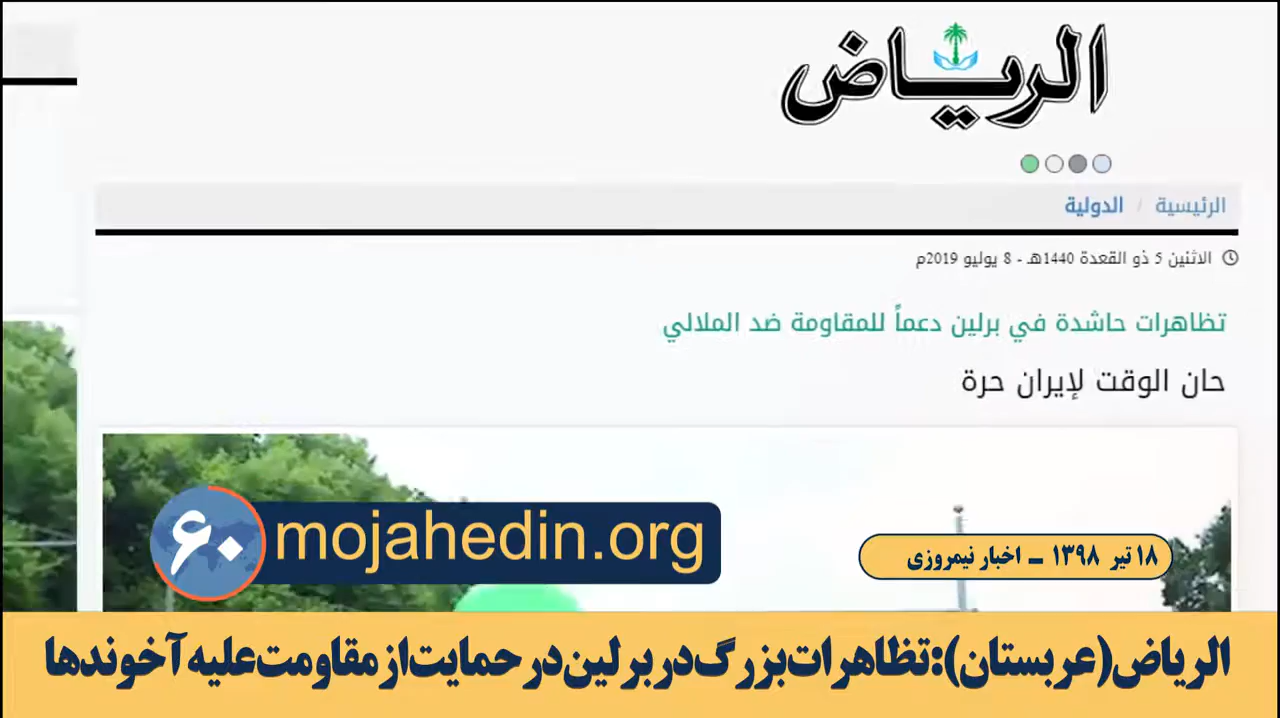 الرياض
الرئيسية / الدولية
الاثنين 5 ذو القعدة 1440هـ - 8 يوليو 2019م
تظاهرات حاشدة في برلين دعماً للمقاومة ضد الملالي
حان الوقت لإيران حرة
۶۰ mojahedin.org
۱۸ تیر ۱۳۹۸ - اخبار نیمروزی
الریاض(عربستان):تظاهرات بزرگ در برلین در حمایت از مقاومت علیه آخوندها